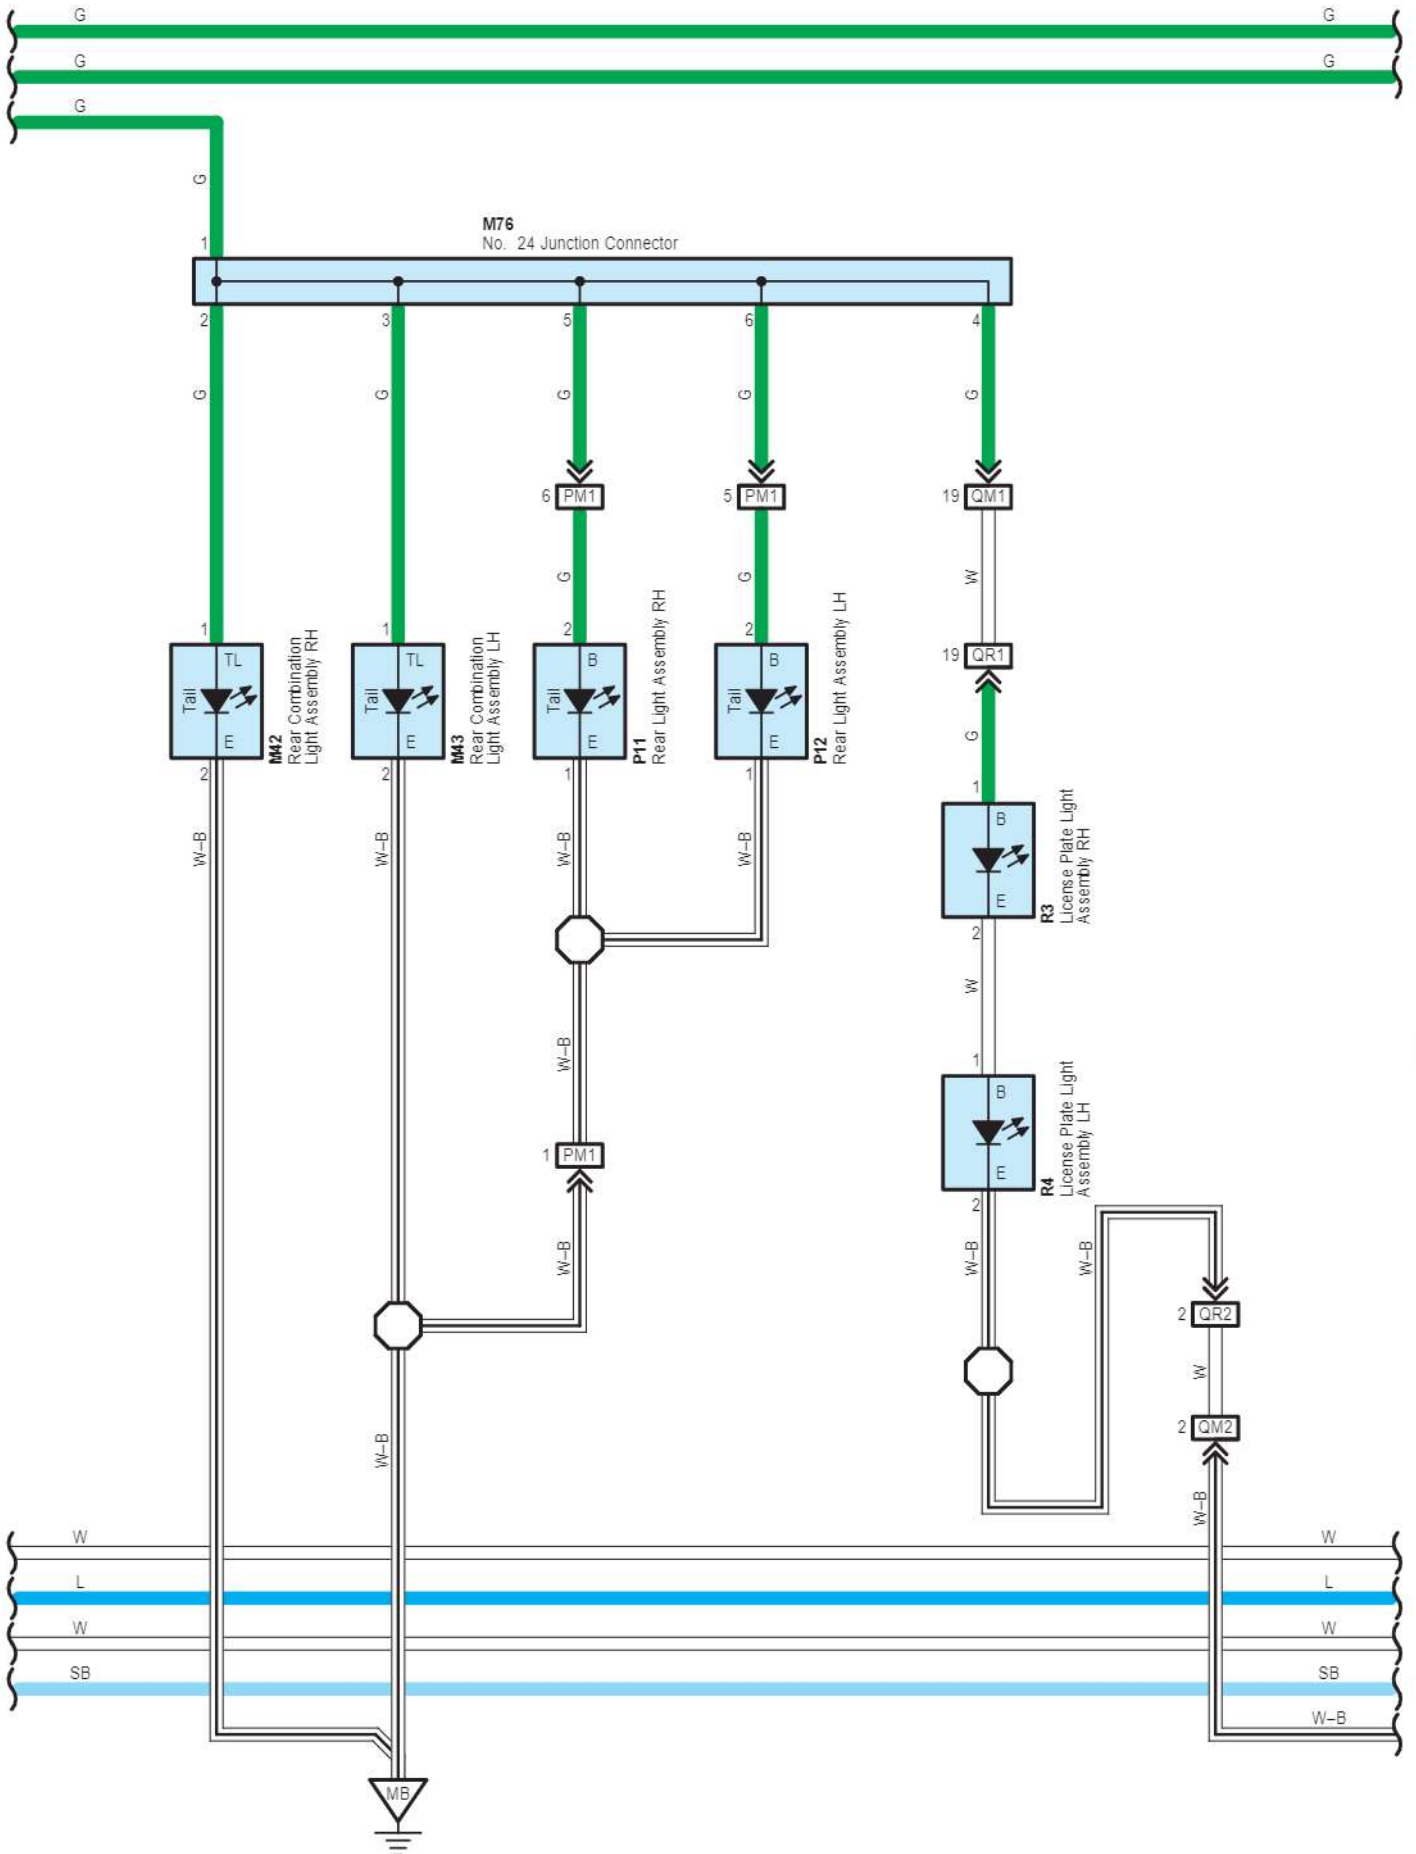 G G
G G
G
G
M76
No. 24 Junction Connector
1
2 3 5 6 4
G G G G G
6 PM1 5 PM1 19 QM1
G G W
19 QR1
1 1 2 2
TL TL B B
Tail Tail Tail Tail
E E E E
M42
Rear Combination
Light Assembly RH
M43
Rear Combination
Light Assembly LH
P11
Rear Light Assembly RH
P12
Rear Light Assembly LH
G
2 2 1 1
1
W–B W–B W–B W–B
B
E
R3
License Plate Light
Assembly RH
2
W
W–B
1
B
E
R4
License Plate Light
Assembly LH
1 PM1
2
W–B W–B W–B
2 QR2
W
2 QM2
W–B
W–B
W W
L L
W W
SB SB
W–B
MB